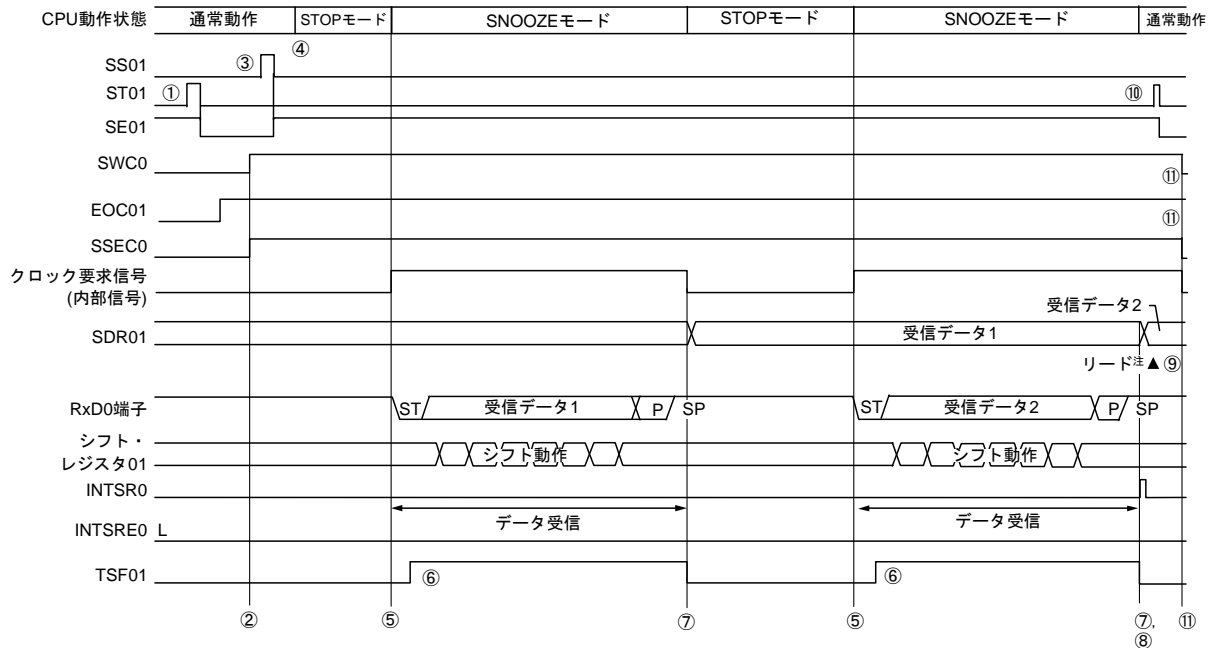 CPU動作状態 通常動作 STOPモード SNOOZEモード STOPモード SNOOZEモード 通常動作
④
SS01 ③
ST01 ① ⑩
SE01
SWC0
⑪
EOC01
⑪
SSEC0
クロック要求信号
(内部信号)
受信データ2
SDR01 受信データ1
リード注▲⑨
RxD0端子 ST 受信データ1 P SP ST 受信データ2 P SP
シフト・
レジスタ01 シフト動作 シフト動作
INTSR0
データ受信 データ受信
INTSRE0 L
TSF01 ⑥ ⑥
② ⑤ ⑦ ⑤ ⑦, ⑪
⑧